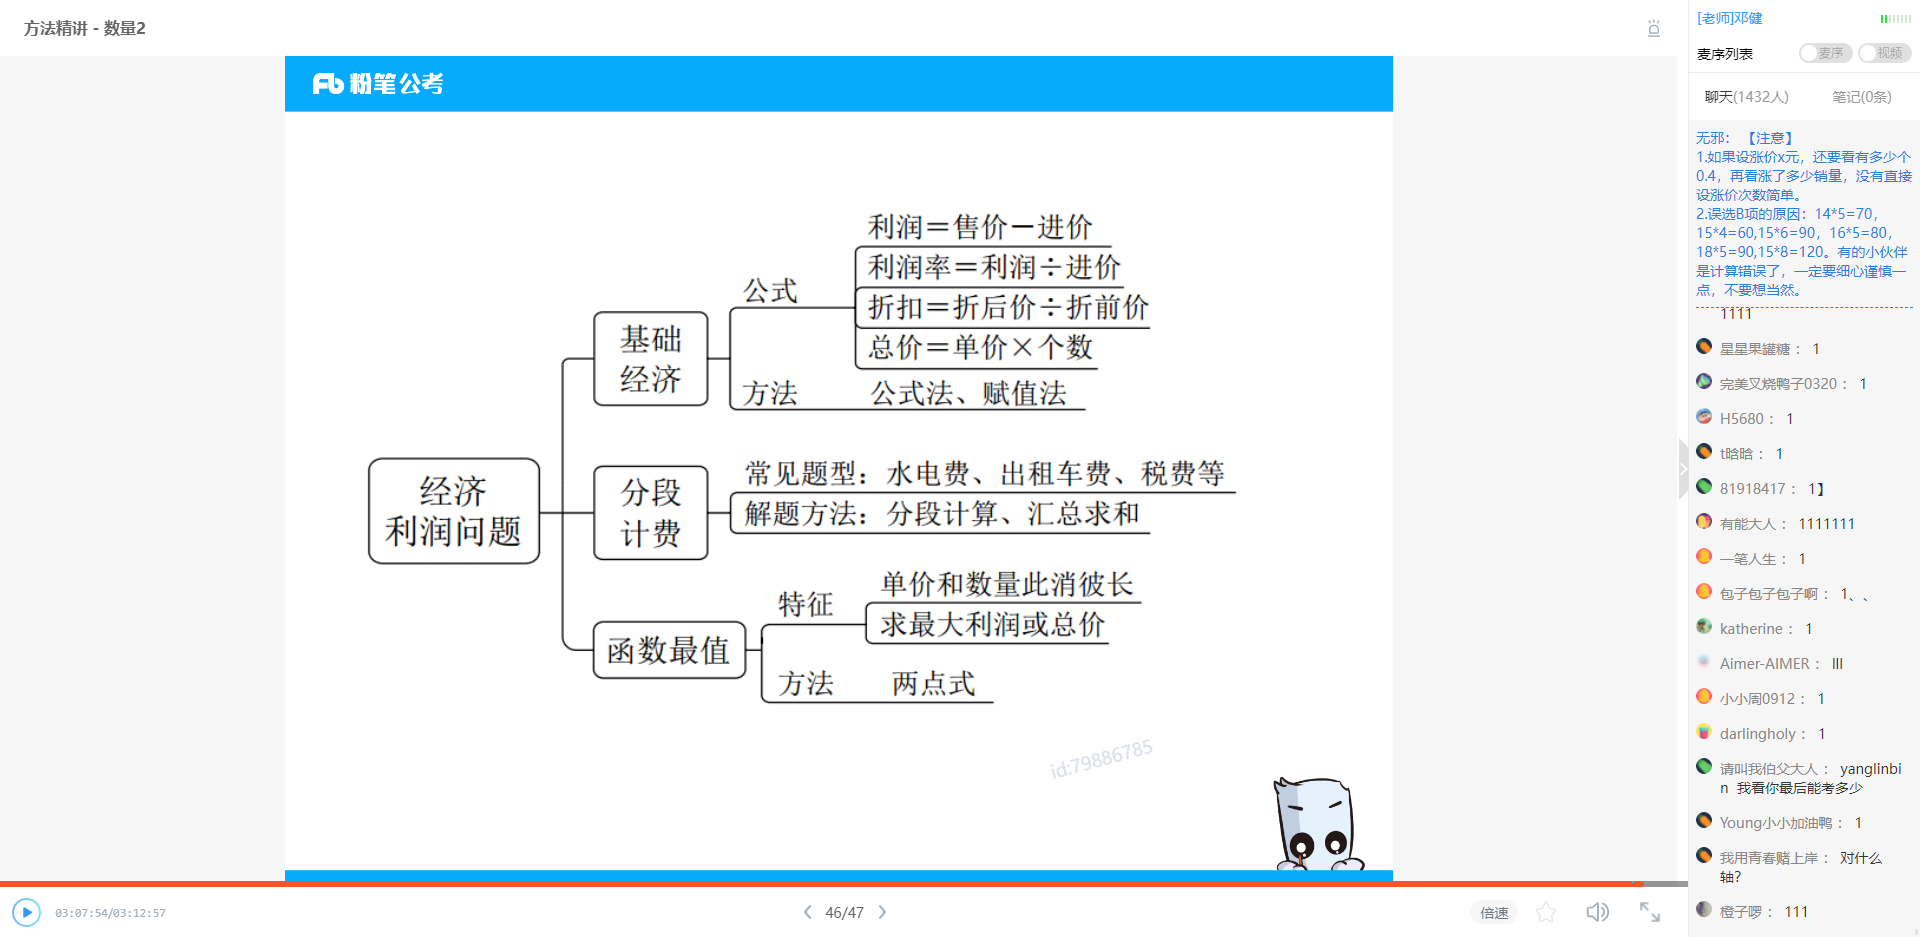 方法精讲 - 数量2
粉笔公考
利润＝售价－进价
利润率＝利润÷进价
公式
折扣＝折后价÷折前价
总价＝单价×个数
基础
经济
方法
公式法、赋值法
经济
利润问题
分段
计费
常见题型：水电费、出租车费、税费等
解题方法：分段计算、汇总求和
函数最值
特征
单价和数量此消彼长
求最大利润或总价
方法
两点式
id:79886785
03:07:54/03:12:57
46/47
倍速
[老师]邓健
麦序列表
麦序
视频
聊天(1432人)
笔记(0条)
无邪： 【注意】
1.如果设涨价x元，还要看有多少个
0.4，再看涨了多少销量，没有直接
设涨价次数简单。
2.误选B项的原因：14*5=70，
15*4=60,15*6=90，16*5=80，
18*5=90,15*8=120。有的小伙伴
是计算错误了，一定要细心谨慎一
点，不要想当然。
1111
星星果罐糖： 1
完美叉烧鸭子0320： 1
H5680： 1
t晗晗： 1
81918417： 1】
有能大人： 1111111
一笔人生： 1
包子包子包子啊： 1、、
katherine： 1
Aimer-AIMER： lll
小小周0912： 1
darlingholy： 1
请叫我伯父大人： yanglinbi
n 我看你最后能考多少
Young小小加油鸭： 1
我用青春赌上岸： 对什么
轴？
橙子啰： 111